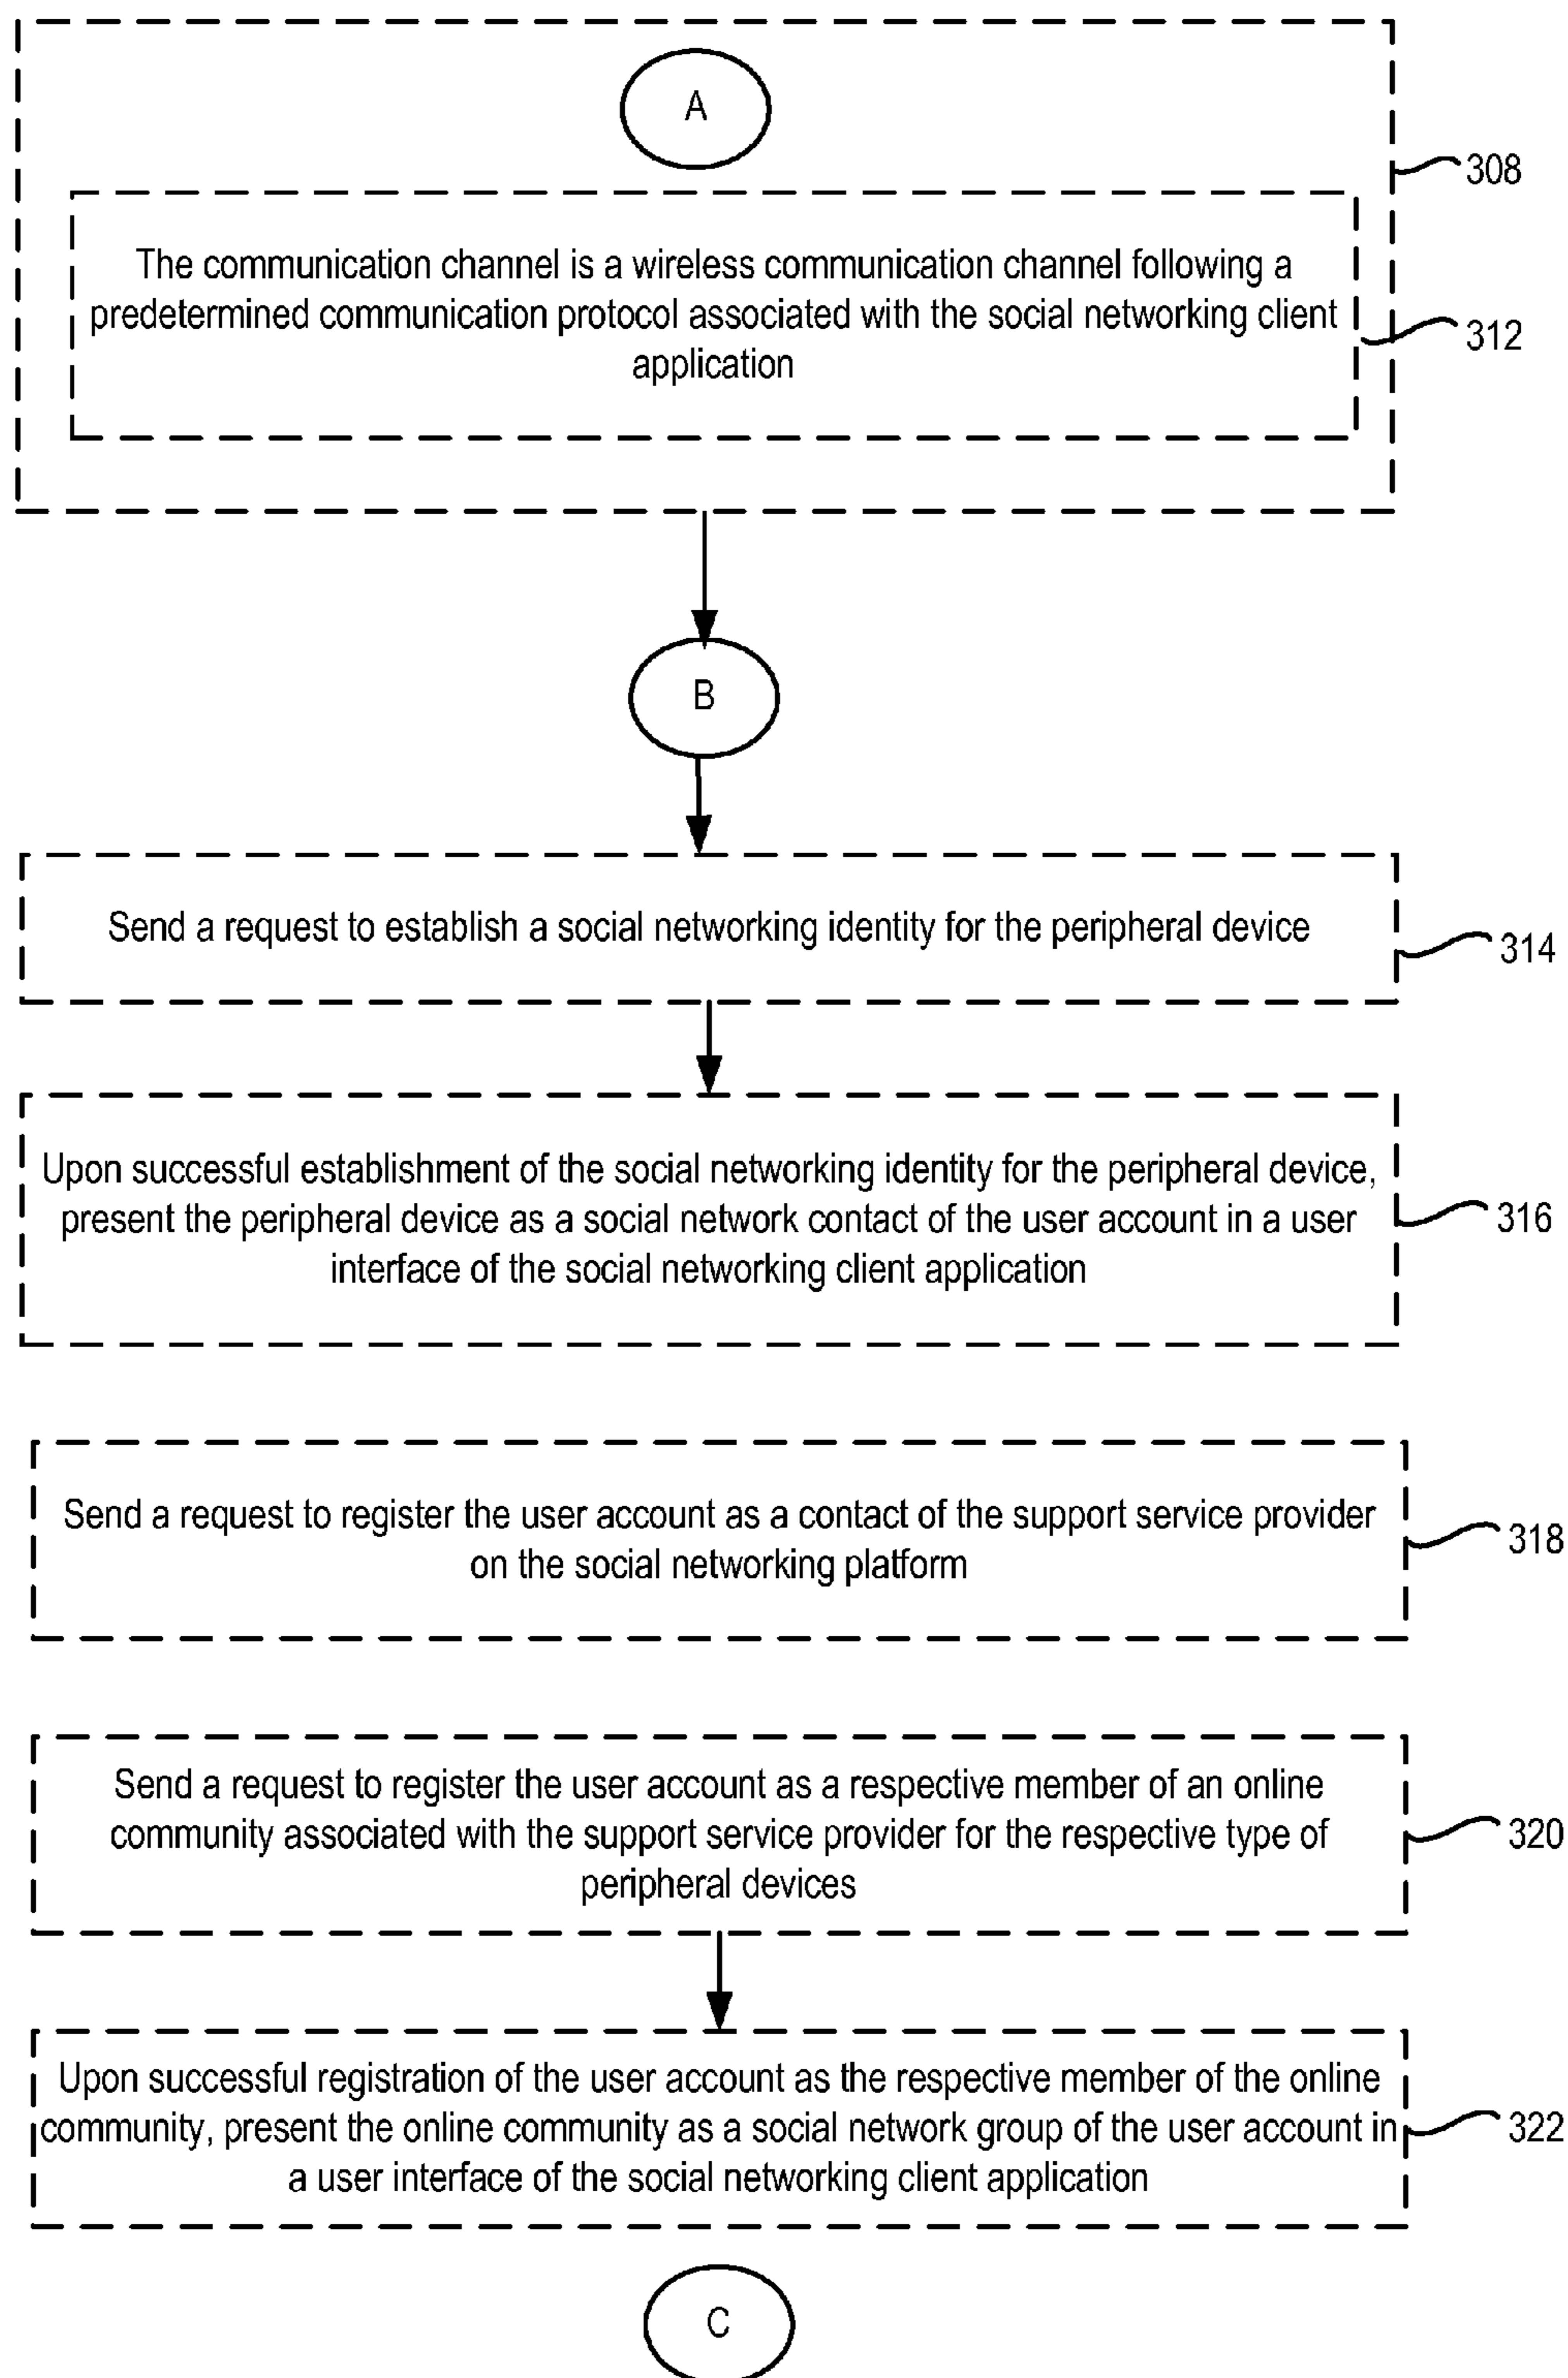 A
308
The communication channel is a wireless communication channel following a
predetermined communication protocol associated with the social networking client
application
312
B
Send a request to establish a social networking identity for the peripheral device
314
Upon successful establishment of the social networking identity for the peripheral device,
present the peripheral device as a social network contact of the user account in a user
interface of the social networking client application
316
Send a request to register the user account as a contact of the support service provider
on the social networking platform
318
Send a request to register the user account as a respective member of an online
community associated with the support service provider for the respective type of
peripheral devices
320
Upon successful registration of the user account as the respective member of the online
community, present the online community as a social network group of the user account in
a user interface of the social networking client application
322
C